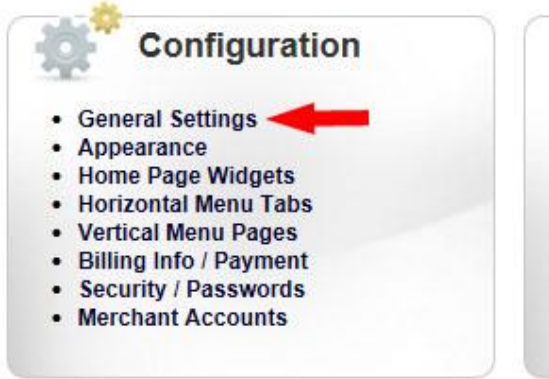 Configuration
• General Settings
• Appearance
• Home Page Widgets
• Horizontal Menu Tabs
• Vertical Menu Pages
• Billing Info / Payment
• Security / Passwords
• Merchant Accounts